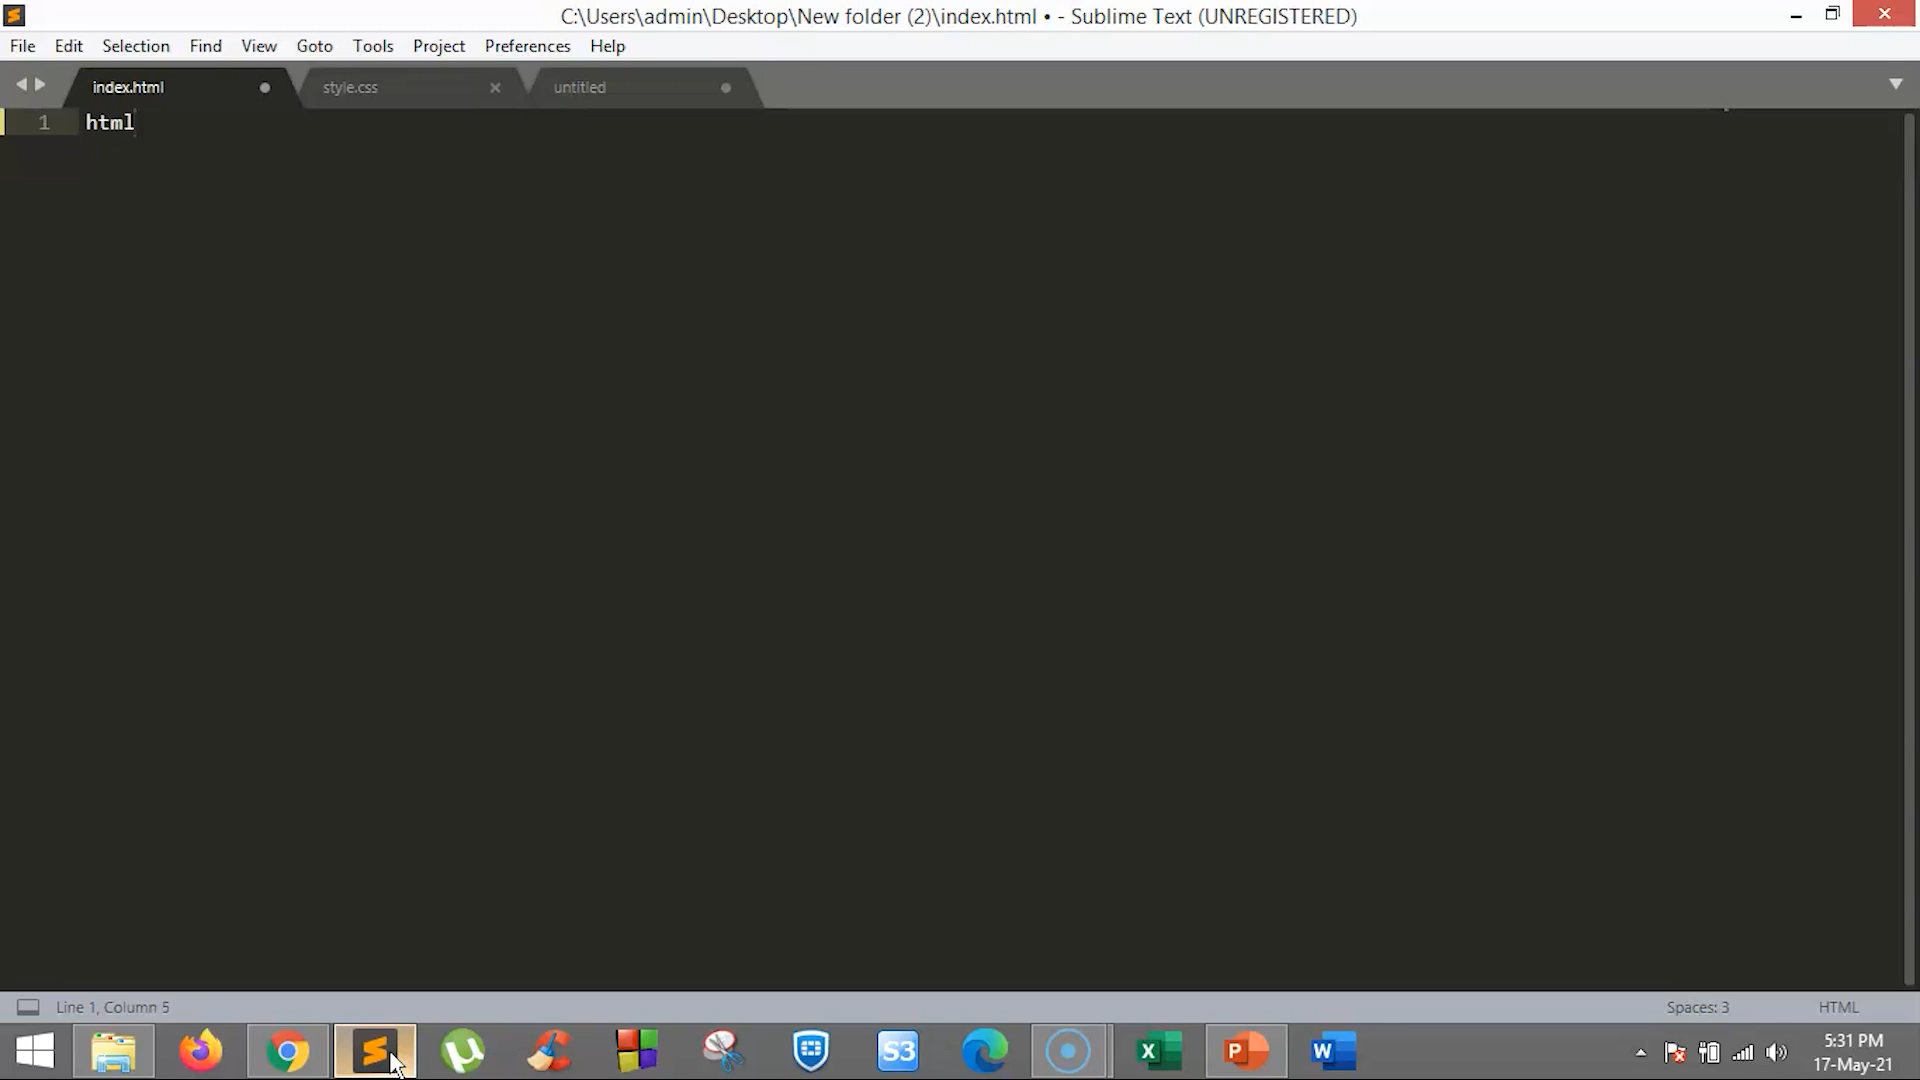 C:\Users\admin\Desktop\New folder (2)\index.html • - Sublime Text (UNREGISTERED)
File Edit Selection Find View Goto Tools Project Preferences Help
index.html style.css untitled
1 html
Line 1, Column 5 Spaces: 3 HTML
S3 X P W 5:31 PM
17-May-21